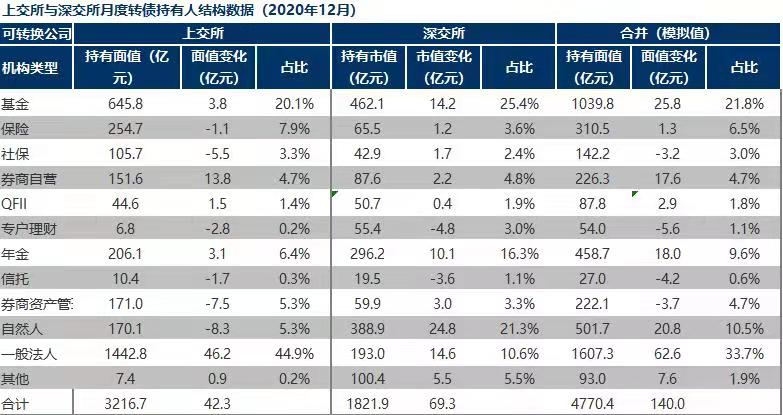 上交所与深交所月度转债持有人结构数据（2020年12月）
可转换公司 上交所 深交所 合并（模拟值）
机构类型 持有面值（亿元） 面值变化（亿元） 占比 持有市值（亿元） 市值变化（亿元） 占比 持有面值（亿元） 面值变化（亿元） 占比
基金 645.8 3.8 20.1% 462.1 14.2 25.4% 1039.8 25.8 21.8%
保险 254.7 -1.1 7.9% 65.5 1.2 3.6% 310.5 1.3 6.5%
社保 105.7 -5.5 3.3% 42.9 1.7 2.4% 142.2 -3.2 3.0%
券商自营 151.6 13.8 4.7% 87.6 2.2 4.8% 226.3 17.6 4.7%
QFII 44.6 1.5 1.4% 50.7 0.4 1.9% 87.8 2.9 1.8%
专户理财 6.8 -2.8 0.2% 55.4 -4.8 3.0% 54.0 -5.6 1.1%
年金 206.1 3.1 6.4% 296.2 10.1 16.3% 458.7 18.0 9.6%
信托 10.4 -1.7 0.3% 19.5 -3.6 1.1% 27.0 -4.2 0.6%
券商资产管 171.0 -7.5 5.3% 59.9 3.0 3.3% 222.1 -3.7 4.7%
自然人 170.1 -8.3 5.3% 388.9 24.8 21.3% 501.7 20.8 10.5%
一般法人 1442.8 46.2 44.9% 193.0 14.6 10.6% 1607.3 62.6 33.7%
其他 7.4 0.9 0.2% 100.4 5.5 5.5% 93.0 7.6 1.9%
合计 3216.7 42.3 1821.9 69.3 4770.4 140.0